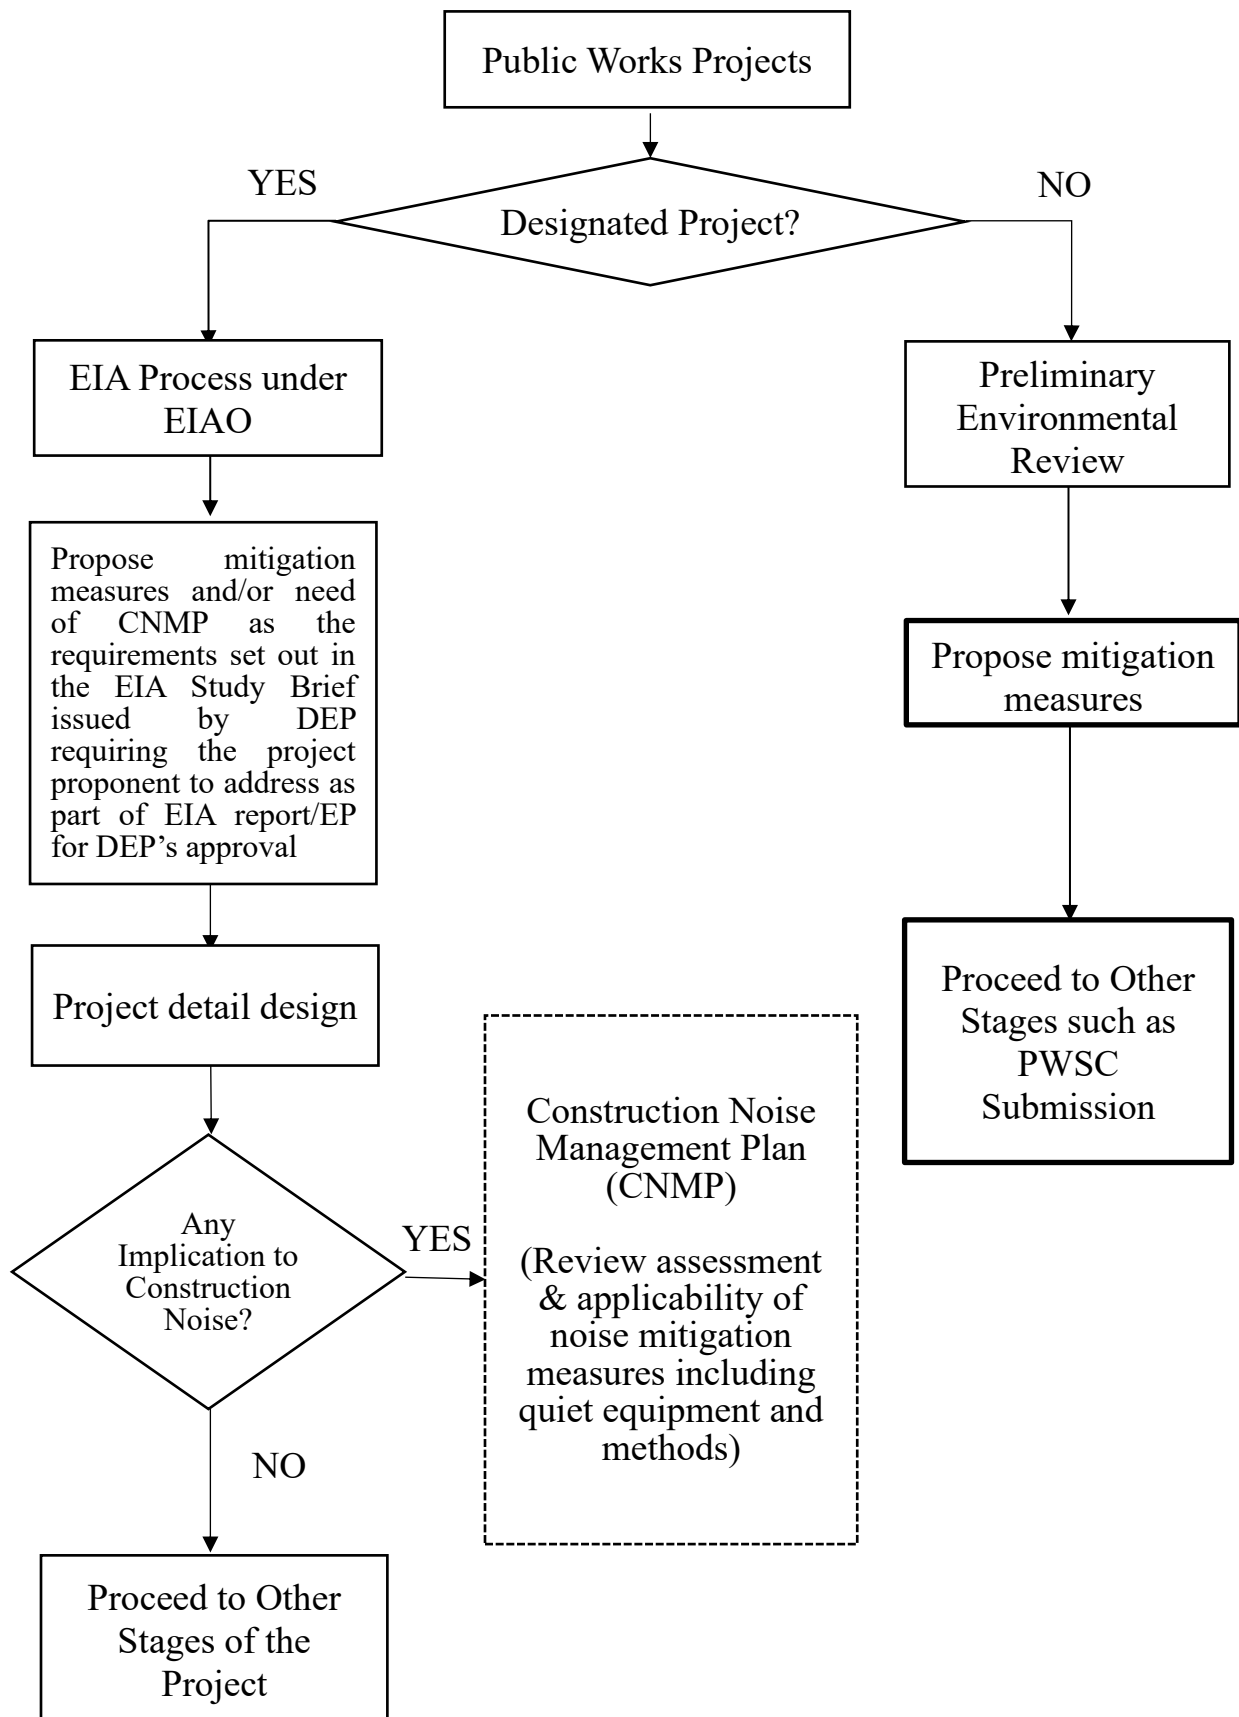 Public Works Projects
YES
NO
Designated Project?
EIA Process under
EIAO
Preliminary
Environmental
Review
Propose mitigation
measures and/or need
of CNMP as the
requirements set out in
the EIA Study Brief
issued by DEP
requiring the project
proponent to address as
part of EIA report/EP
for DEP’s approval
Propose mitigation
measures
Project detail design
Proceed to Other
Stages such as
PWSC
Submission
Any
Implication to
Construction
Noise?
YES
Construction Noise
Management Plan
(CNMP)
(Review assessment
& applicability of
noise mitigation
measures including
quiet equipment and
methods)
NO
Proceed to Other
Stages of the
Project